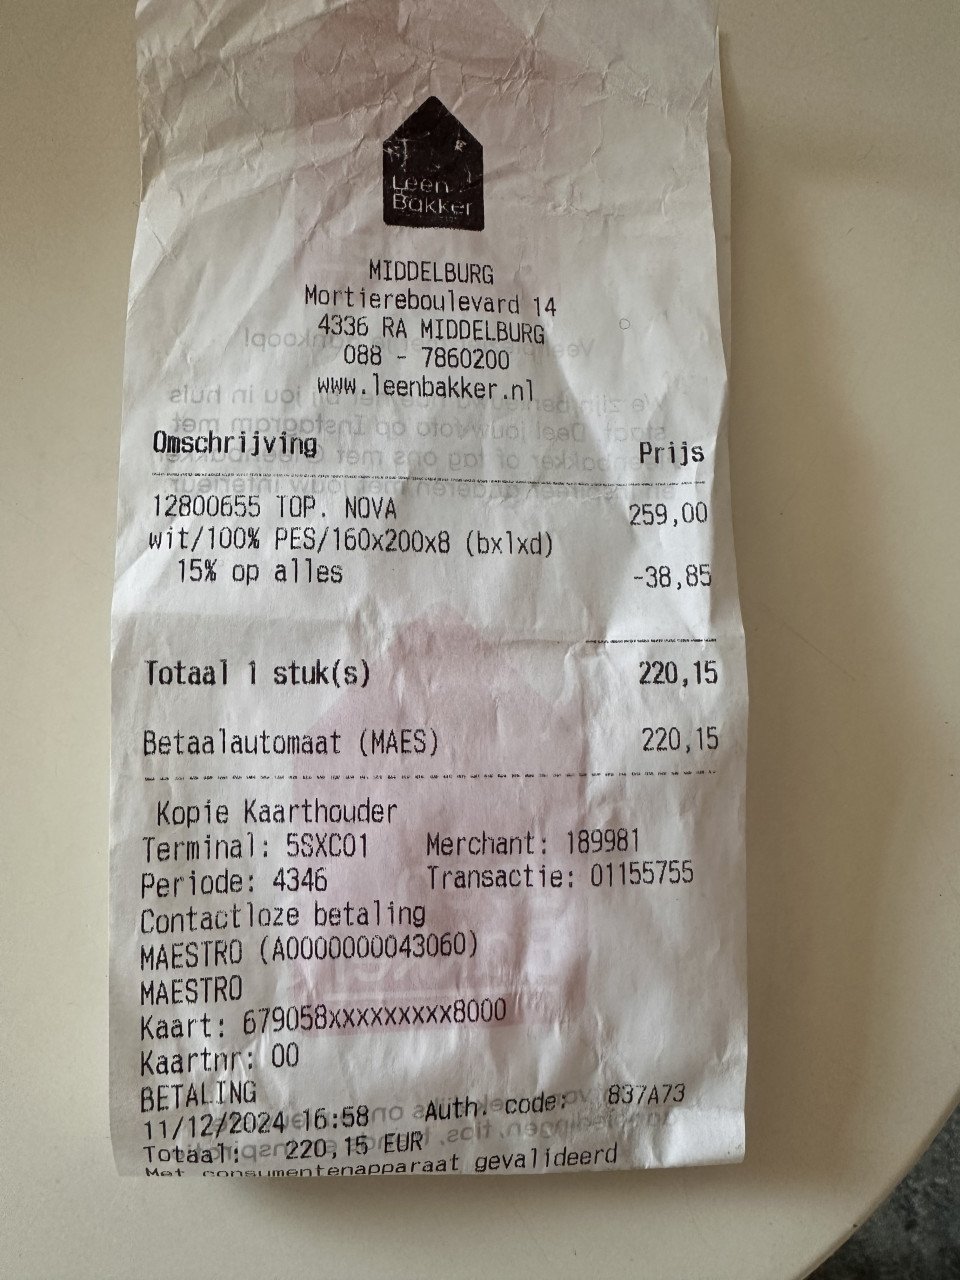 Leen
Bakker
MIDDELBURG
Mortiereboulevard 14
4336 RA MIDDELBURG
088 - 7860200
www.leenbakker.nl
Omschrijving Prijs
12800655 TOP. NOVA 259,00
wit/100% PES/160x200x8 (bxlxd)
15% op alles -38,85
Totaal 1 stuk(s) 220,15
Betaalautomaat (MAES) 220,15
Kopie Kaarthouder
Terminal: 5SXC01 Merchant: 189981
Periode: 4346 Transactie: 01155755
Contactloze betaling
MAESTRO (A0000000043060)
MAESTRO
Kaart: 679058xxxxxxxxx8000
Kaartnr: 00
BETALING
11/12/2024 16:58 Auth. code: 837A73
Totaal: 220,15 EUR
Met consumentenapparaat gevalideerd